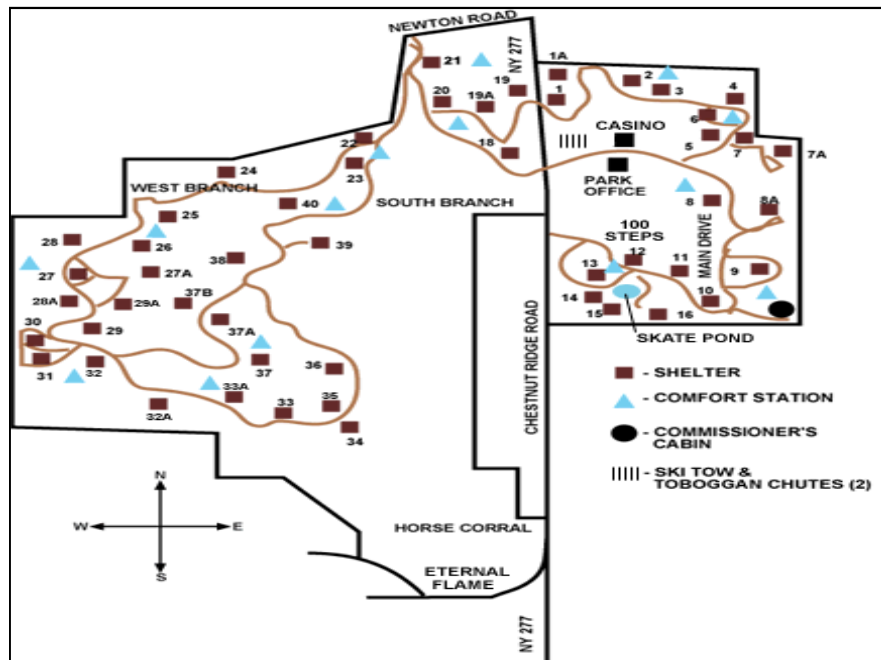 NEWTON ROAD
NY 277
21
20
19A
19
18
1A
1
2
3
4
6
5
7
7A
CASINO
PARK
OFFICE
22
23
24
WEST BRANCH
40
SOUTH BRANCH
25
26
28
27
27A
28A
29A
37B
38
39
30
29
37A
31
32
37
36
33A
32A
33
35
34
8
8A
100
STEPS
12
13
11
MAIN DRIVE
9
14
15
16
10
SKATE POND
CHESTNUT RIDGE ROAD
- SHELTER
- COMFORT STATION
- COMMISSIONER'S
CABIN
- SKI TOW &
TOBOGGAN CHUTES (2)
N
W
E
S
HORSE CORRAL
ETERNAL
FLAME
NY 277